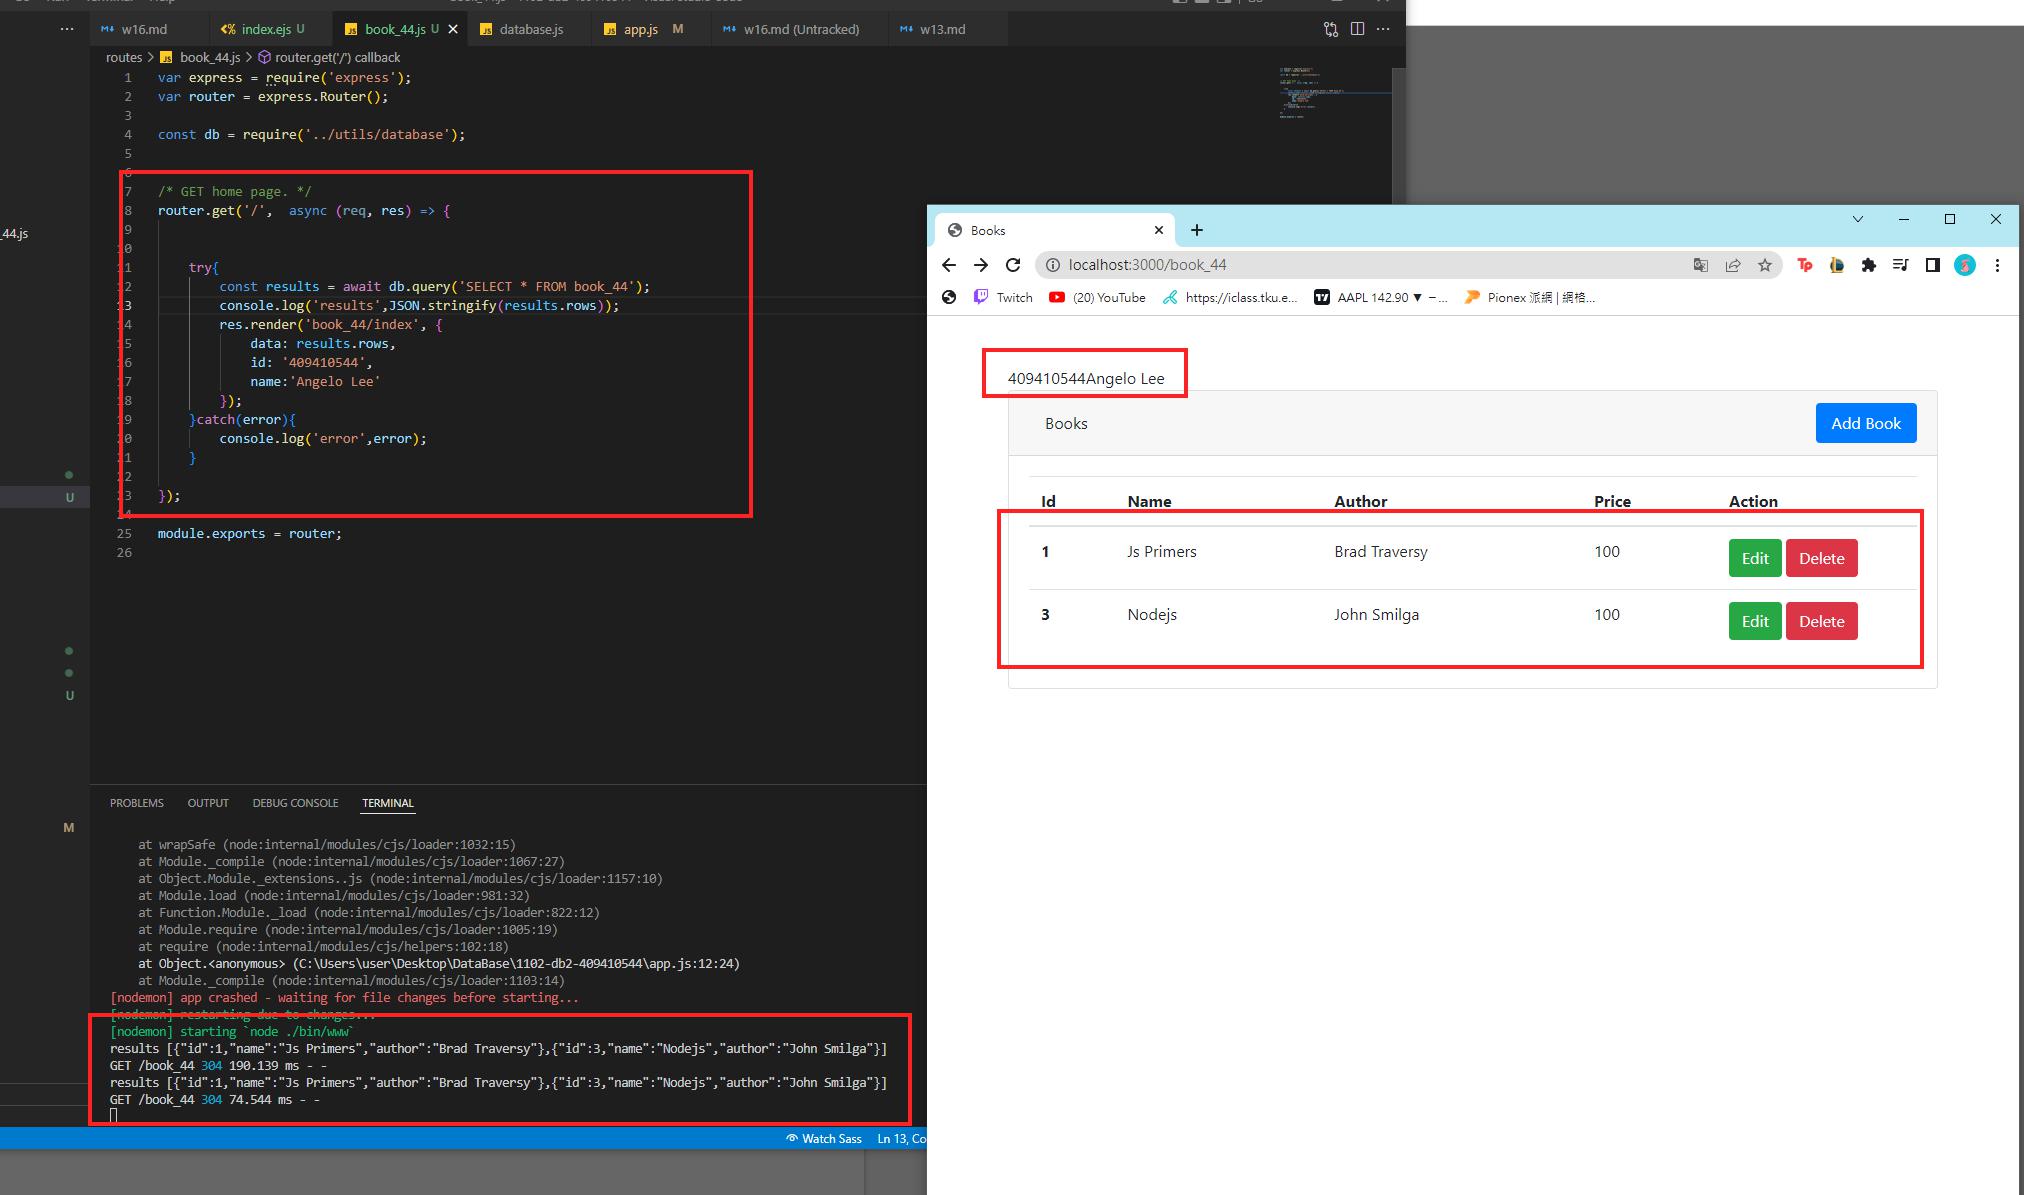 w16.md
index.ejs U
book_44.js U
database.js
app.js M
w16.md (Untracked)
w13.md
routes > book_44.js > router.get('/') callback
_44.js
1 var express = require('express');
2 var router = express.Router();
3
4 const db = require('../utils/database');
5
6
7 /* GET home page. */
8 router.get('/',  async (req, res) => {
9
10
11 try{
12 const results = await db.query('SELECT * FROM book_44');
13 console.log('results',JSON.stringify(results.rows));
14 res.render('book_44/index', {
15 data: results.rows,
16 id: '409410544',
17 name:'Angelo Lee'
18 });
19 }catch(error){
20 console.log('error',error);
21 }
22
23 });
24
25 module.exports = router;
26
U
U
M
PROBLEMS OUTPUT DEBUG CONSOLE TERMINAL
at wrapSafe (node:internal/modules/cjs/loader:1032:15)
at Module._compile (node:internal/modules/cjs/loader:1067:27)
at Object.Module._extensions..js (node:internal/modules/cjs/loader:1157:10)
at Module.load (node:internal/modules/cjs/loader:981:32)
at Function.Module._load (node:internal/modules/cjs/loader:822:12)
at Module.require (node:internal/modules/cjs/loader:1005:19)
at require (node:internal/modules/cjs/helpers:102:18)
at Object.<anonymous> (C:\Users\user\Desktop\DataBase\1102-db2-409410544\app.js:12:24)
at Module._compile (node:internal/modules/cjs/loader:1103:14)
[nodemon] app crashed - waiting for file changes before starting...
[nodemon] restarting due to changes...
[nodemon] starting `node ./bin/www`
results [{"id":1,"name":"Js Primers","author":"Brad Traversy"},{"id":3,"name":"Nodejs","author":"John Smilga"}]
GET /book_44 304 190.139 ms - -
results [{"id":1,"name":"Js Primers","author":"Brad Traversy"},{"id":3,"name":"Nodejs","author":"John Smilga"}]
GET /book_44 304 74.544 ms - -
Watch Sass Ln 13, Co
Books
localhost:3000/book_44
Tp
Twitch
(20) YouTube
https://iclass.tku.e...
AAPL 142.90 ▼ −...
Pionex 派網 | 網格...
409410544Angelo Lee
Books
Add Book
Id Name Author Price Action
1 Js Primers Brad Traversy 100 Edit Delete
3 Nodejs John Smilga 100 Edit Delete